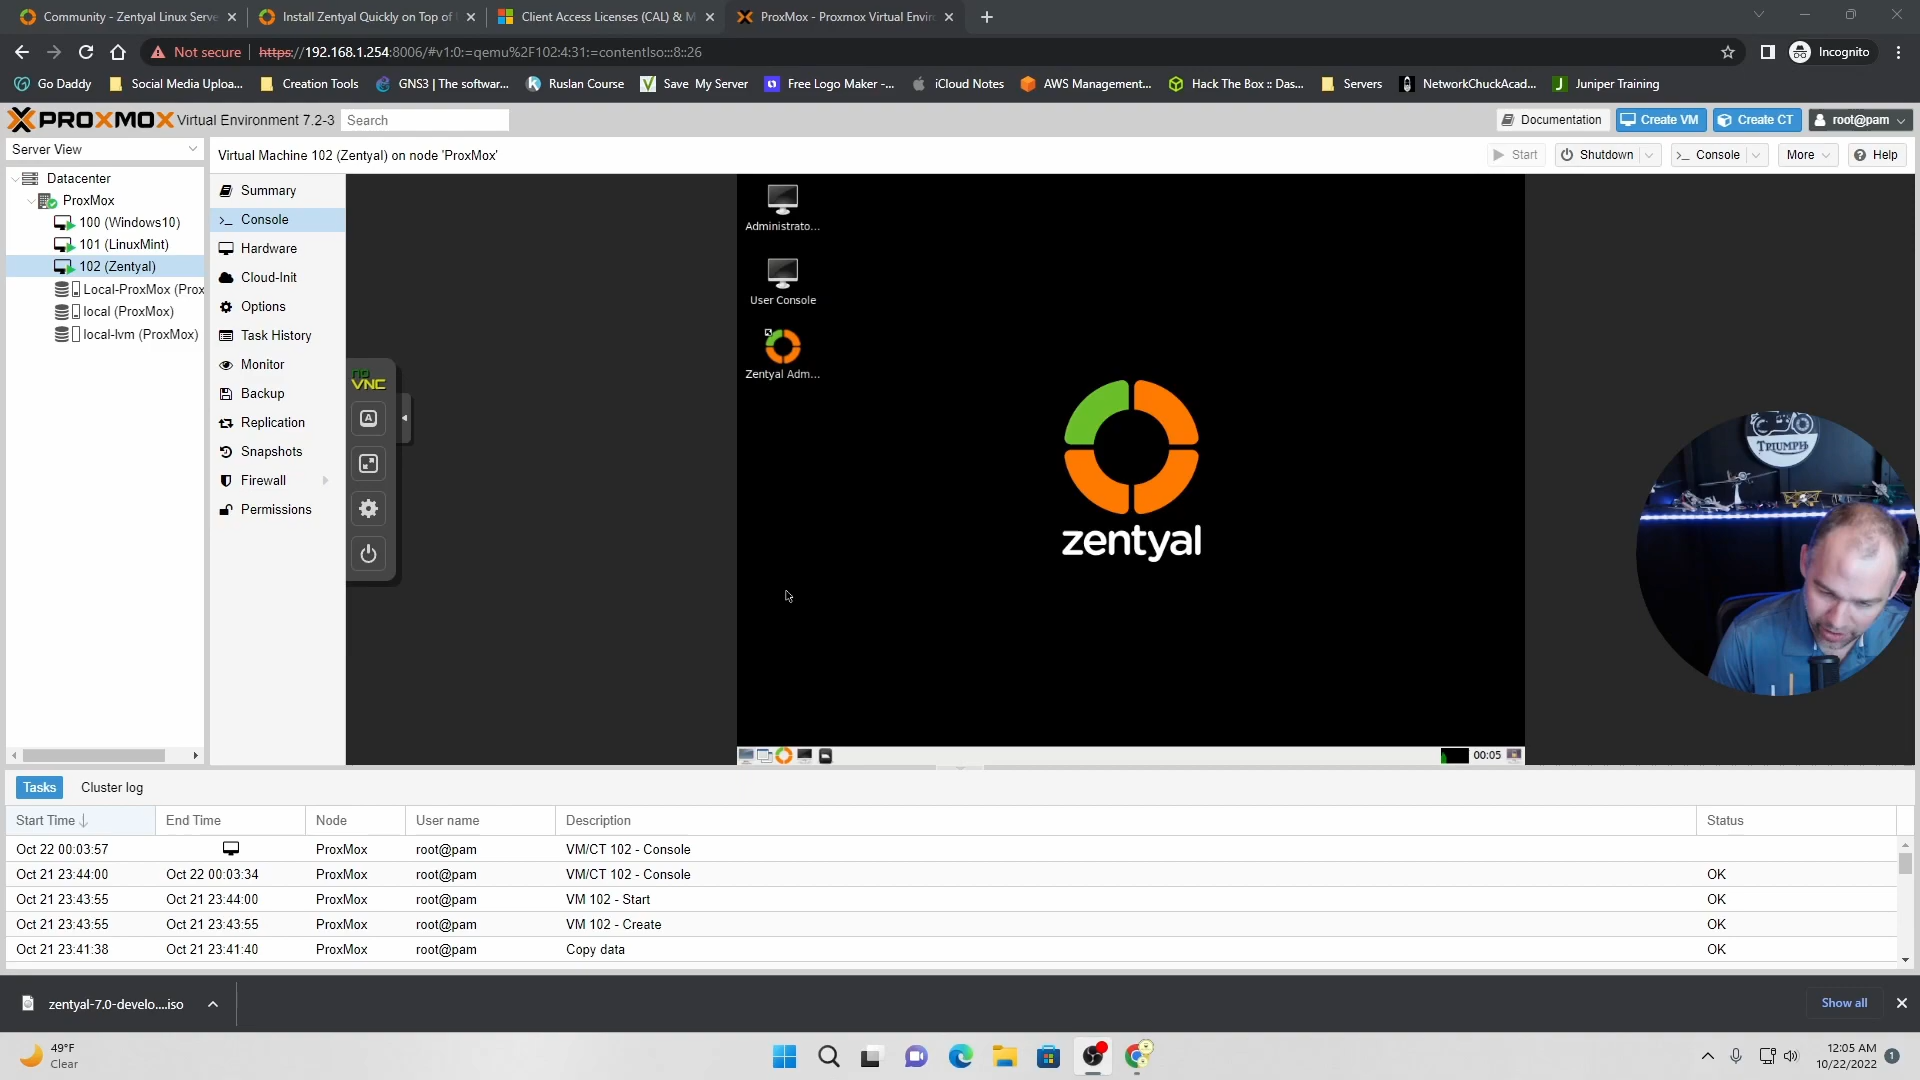 Community - Zentyal Linux Serve
Install Zentyal Quickly on Top of
Client Access Licenses (CAL) & M
ProxMox - Proxmox Virtual Enviro
Not secure
https://192.168.1.254:8006/#v1:0:=qemu%2F102:4:31:=contentIso:::8::26
Incognito
Go Daddy
Social Media Uploa...
Creation Tools
GNS3 | The softwar...
Ruslan Course
Save My Server
Free Logo Maker -...
iCloud Notes
AWS Management...
Hack The Box :: Das...
Servers
NetworkChuckAcad...
Juniper Training
PROXMOX Virtual Environment 7.2-3
Search
Documentation
Create VM
Create CT
root@pam
Server View
Virtual Machine 102 (Zentyal) on node 'ProxMox'
Start
Shutdown
Console
More
Help
Datacenter
ProxMox
100 (Windows10)
101 (LinuxMint)
102 (Zentyal)
Local-ProxMox (Prox
local (ProxMox)
local-lvm (ProxMox)
Summary
Console
Hardware
Cloud-Init
Options
Task History
Monitor
Backup
Replication
Snapshots
Firewall
Permissions
no
VNC
A
Administrato...
User Console
Zentyal Adm...
zentyal
TRIUMPH
00:05
Tasks
Cluster log
Start Time
End Time
Node
User name
Description
Status
Oct 22 00:03:57 ProxMox root@pam VM/CT 102 - Console
Oct 21 23:44:00 Oct 22 00:03:34 ProxMox root@pam VM/CT 102 - Console OK
Oct 21 23:43:55 Oct 21 23:44:00 ProxMox root@pam VM 102 - Start OK
Oct 21 23:43:55 Oct 21 23:43:55 ProxMox root@pam VM 102 - Create OK
Oct 21 23:41:38 Oct 21 23:41:40 ProxMox root@pam Copy data OK
zentyal-7.0-develo....iso
Show all
49°F
Clear
12:05 AM
10/22/2022
1